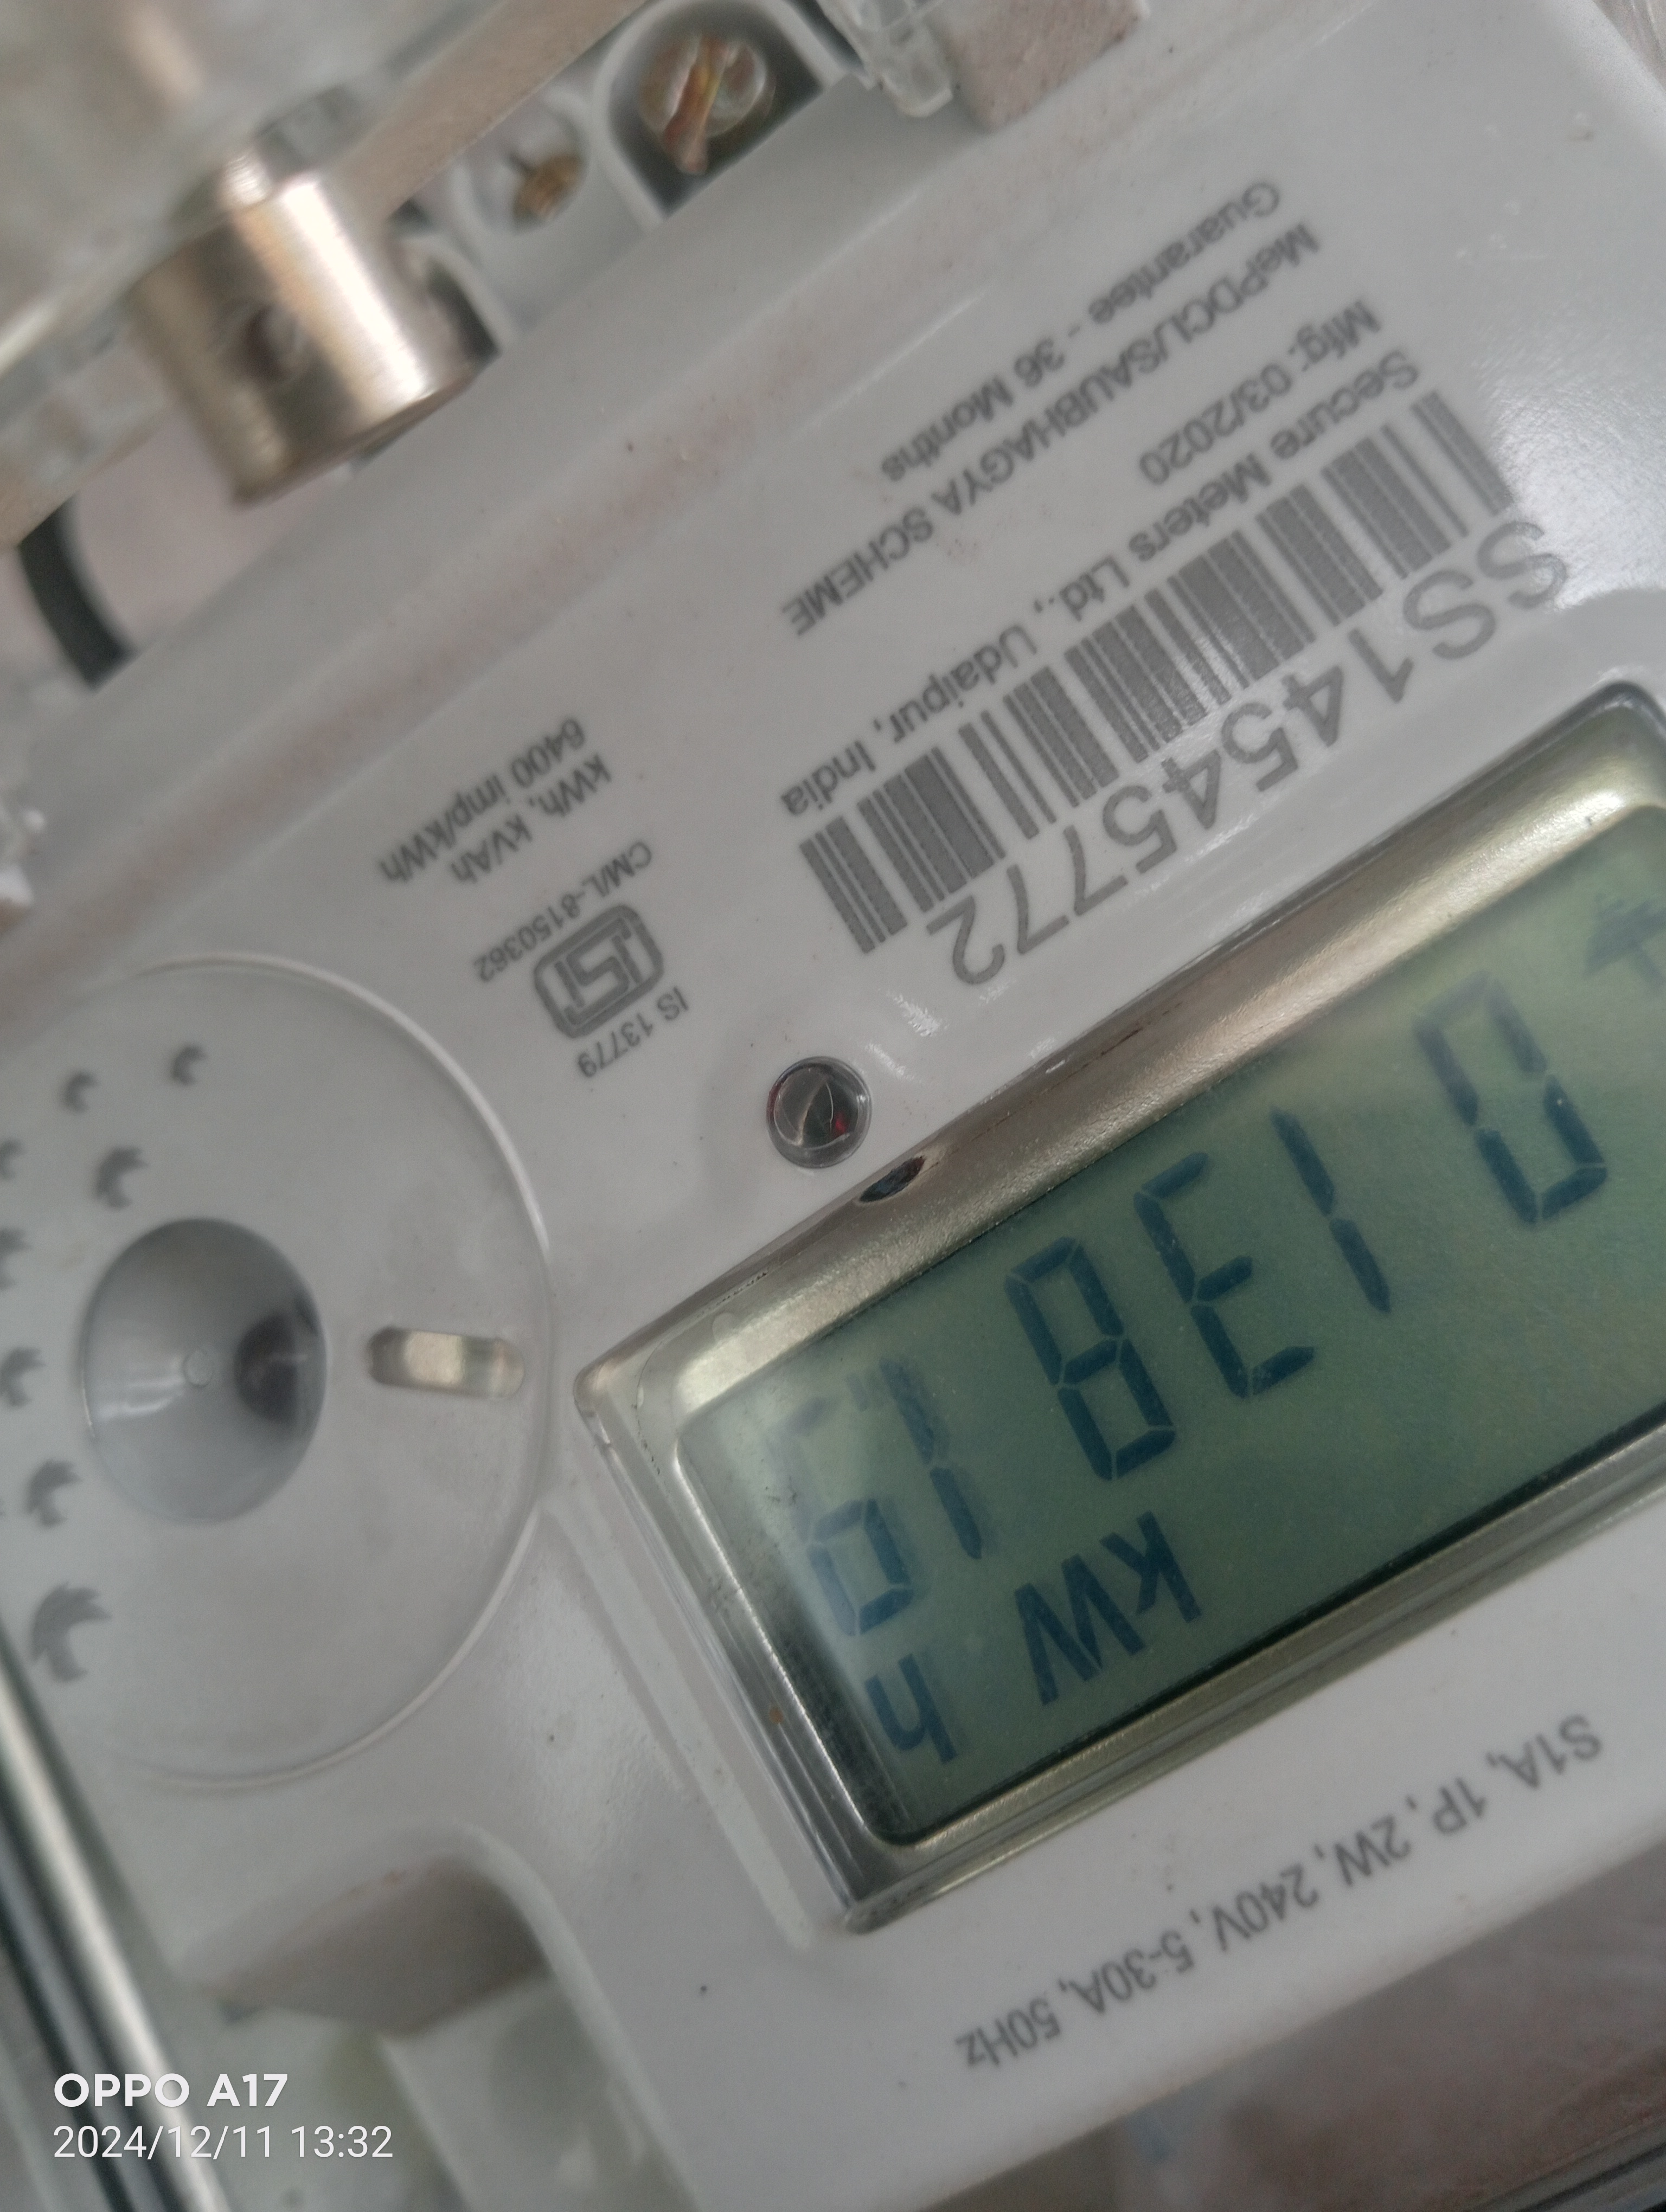 S1A, 1P, 2W, 240V, 5-30A, 50Hz
kW h
013819
SS14545772
Secure Meters Ltd., Udaipur, India
Mfg: 03/2020
MePDCL/SAUBHAGYA SCHEME
Guarantee - 36 Months
IS 13779
ISI
CM/L-8150362
kWh, kVAh
6400 imp/kWh
OPPO A17
2024/12/11 13:32